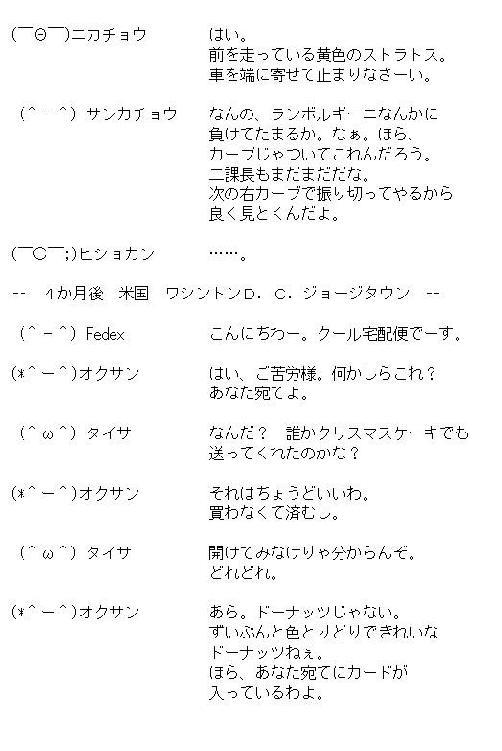 (￣Θ￣)ニカチョウ　はい。
前を走っている黄色のストラトス。
車を端に寄せて止まりなさーい。
(＾－＾) サンカチョウ　なんの、ランボルギーニなんかに
負けてたまるか。なぁ。ほら、
カーブじゃついてこれんだろう。
二課長もまだまだだな。
次の右カーブで振り切ってやるから
良く見とくんだよ。
(￣○￣;)ヒショカン　……。
--　４か月後　米国　ワシントンＤ．Ｃ．ジョージタウン　--
(＾－＾) Fedex　こんにちわー。クール宅配便でーす。
(*＾ー＾)オクサン　はい、ご苦労様。何かしらこれ？
あなた宛てよ。
(＾ω＾) タイサ　なんだ？　誰かクリスマスケーキでも
送ってくれたのかな？
(*＾ー＾)オクサン　それはちょうどいいわ。
買わなくて済むし。
(＾ω＾) タイサ　開けてみなけりゃ分からんぞ。
どれどれ。
(*＾ー＾)オクサン　あら。ドーナッツじゃない。
ずいぶんと色とりどりできれいな
ドーナッツねぇ。
ほら、あなた宛てにカードが
入っているわよ。